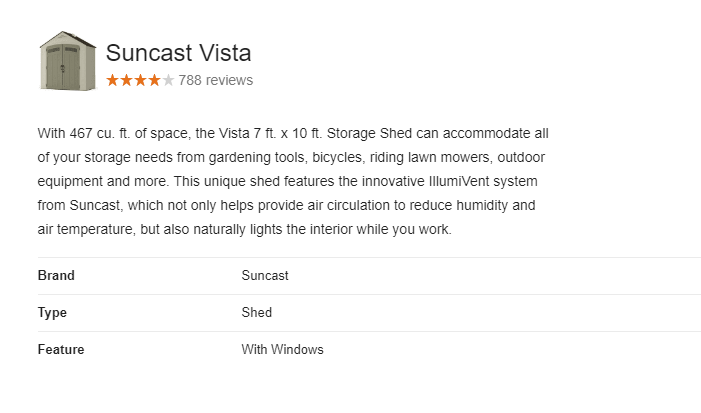 Suncast Vista
788 reviews
With 467 cu. ft. of space, the Vista 7 ft. x 10 ft. Storage Shed can accommodate all
of your storage needs from gardening tools, bicycles, riding lawn mowers, outdoor
equipment and more. This unique shed features the innovative IllumiVent system
from Suncast, which not only helps provide air circulation to reduce humidity and
air temperature, but also naturally lights the interior while you work.
Brand Suncast
Type Shed
Feature With Windows